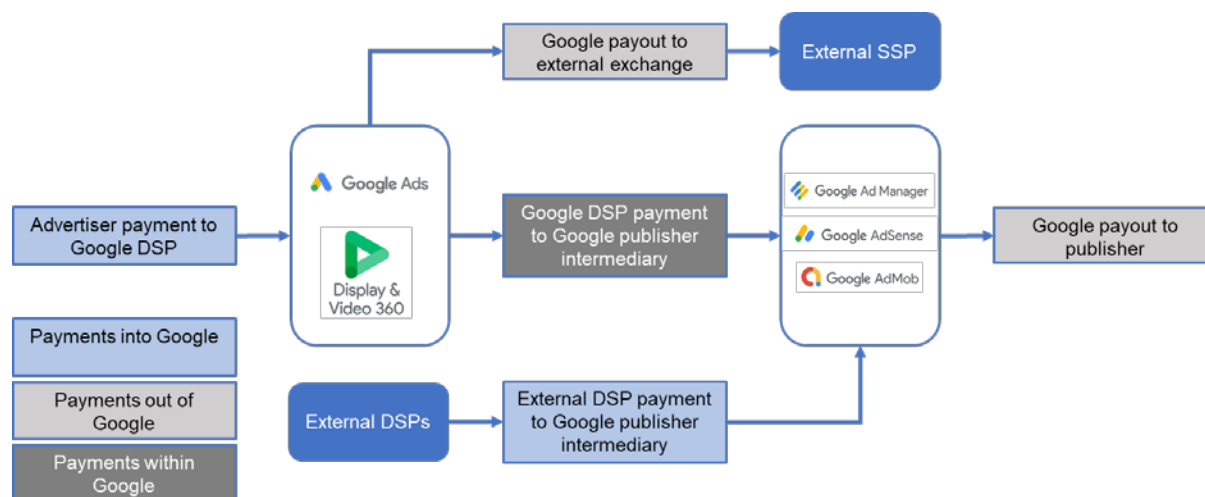 Google payout to
external exchange
External SSP
Google Ads
Display &
Video 360
Advertiser payment to
Google DSP
Google DSP payment
to Google publisher
intermediary
Google Ad Manager
Google AdSense
Google AdMob
Google payout to
publisher
Payments into Google
Payments out of
Google
Payments within
Google
External DSPs
External DSP payment
to Google publisher
intermediary